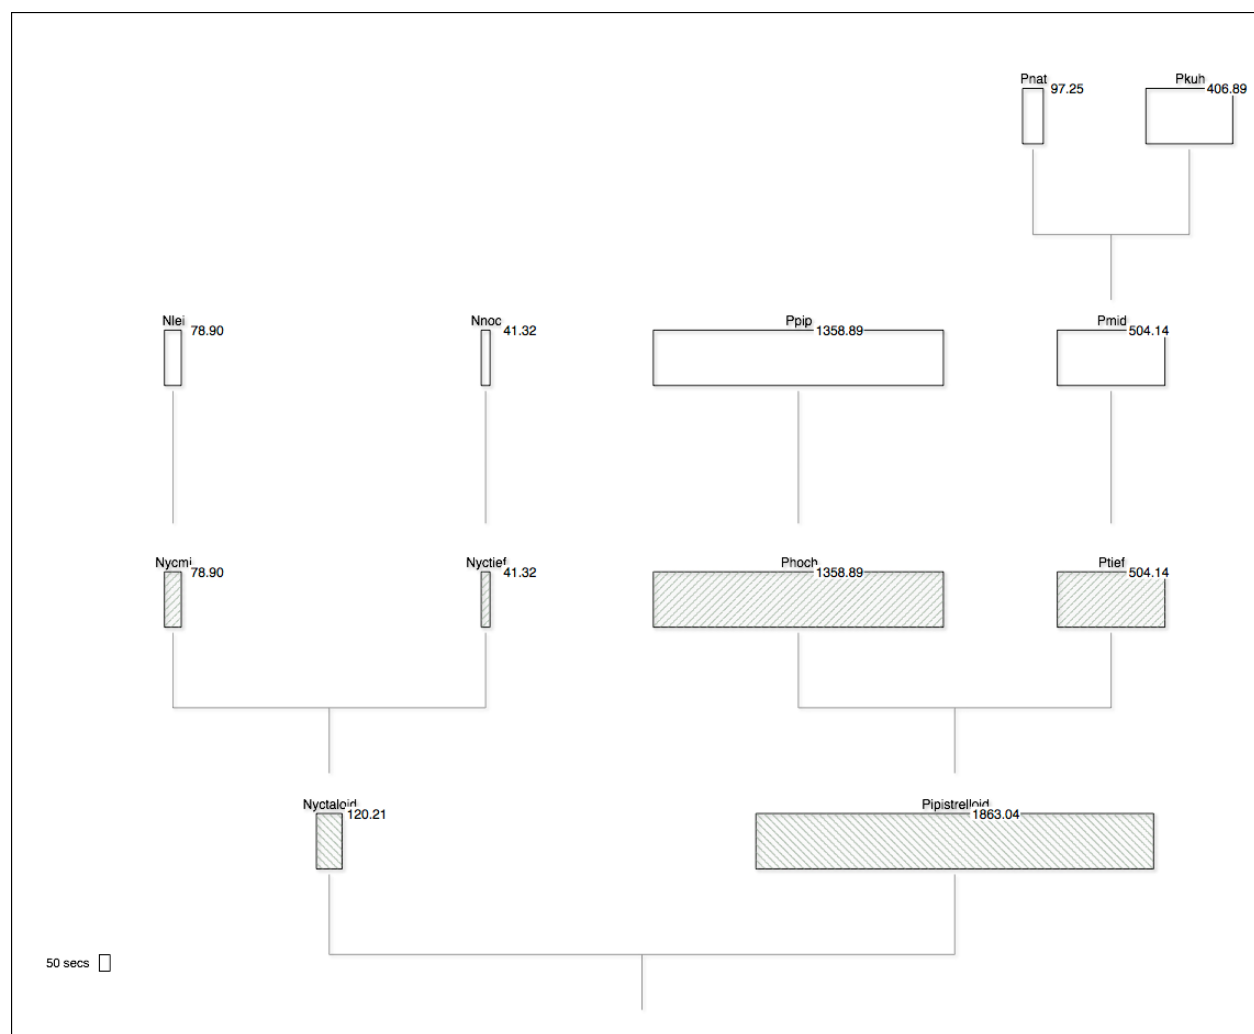 Pnat
97.25
Pkuh
406.89
Nlei
78.90
Nnoc
41.32
Ppip
1358.89
Pmid
504.14
Nycmi
78.90
Nyctief
41.32
Phoch
1358.89
Ptief
504.14
Nyctaloid
120.21
Pipistrelloid
1863.04
50 secs